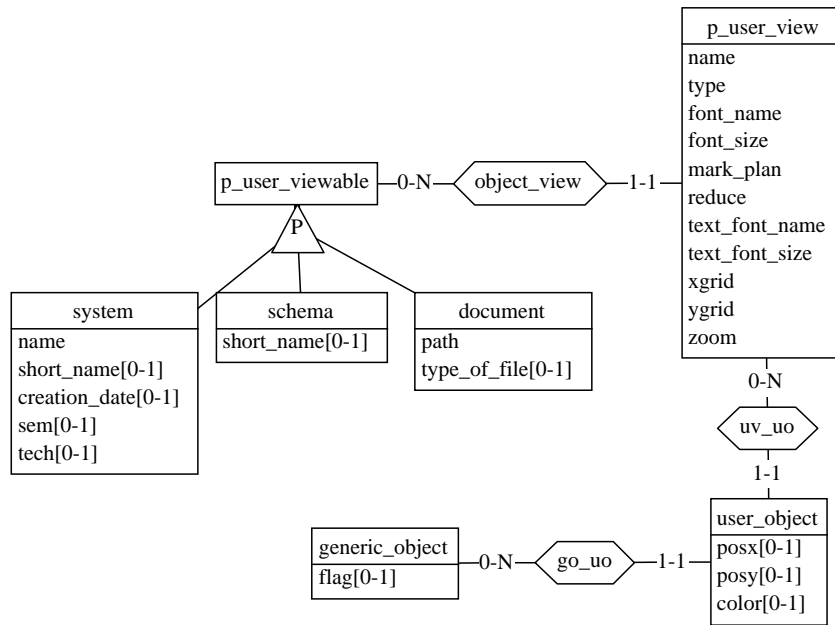 p_user_view
name
type
font_name
font_size
mark_plan
reduce
text_font_name
text_font_size
xgrid
ygrid
zoom
p_user_viewable
0-N
object_view
1-1
P
system
name
short_name[0-1]
creation_date[0-1]
sem[0-1]
tech[0-1]
schema
short_name[0-1]
document
path
type_of_file[0-1]
0-N
uv_uo
1-1
generic_object
flag[0-1]
0-N
go_uo
1-1
user_object
posx[0-1]
posy[0-1]
color[0-1]